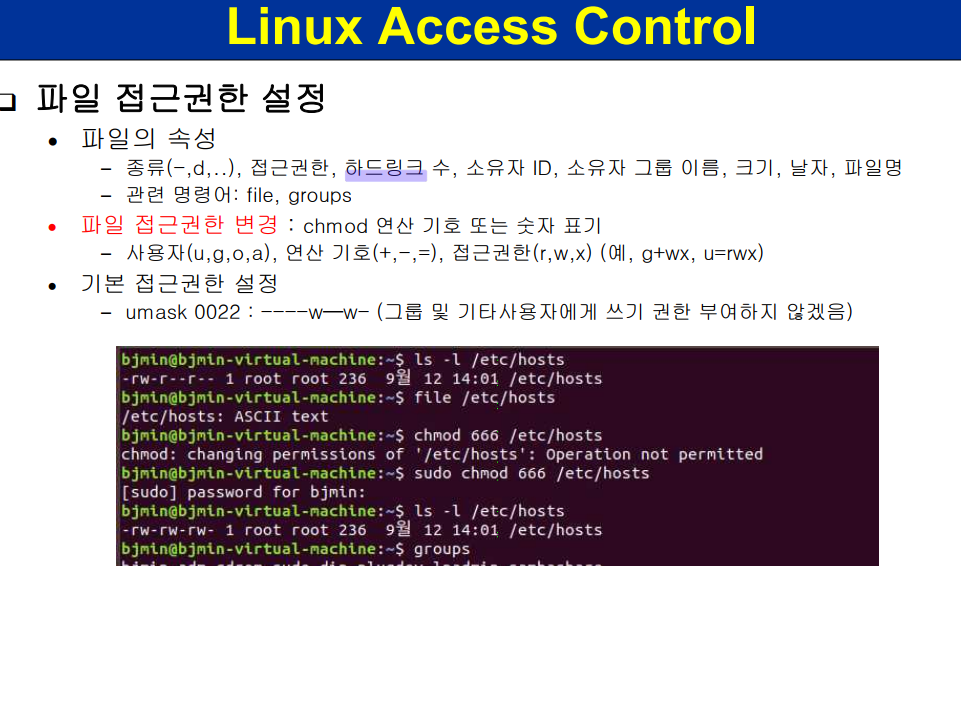 Linux Access Control
파일 접근권한 설정
• 파일의 속성
– 종류(-,d,..), 접근권한, 하드링크 수, 소유자 ID, 소유자 그룹 이름, 크기, 날자, 파일명
– 관련 명령어: file, groups
• 파일 접근권한 변경 : chmod 연산 기호 또는 숫자 표기
– 사용자(u,g,o,a), 연산 기호(+,-,=), 접근권한(r,w,x) (예, g+wx, u=rwx)
• 기본 접근권한 설정
– umask 0022 : ----w—w- (그룹 및 기타사용자에게 쓰기 권한 부여하지 않겠음)
bjmin@bjmin-virtual-machine:~$ ls -l /etc/hosts
-rw-r--r-- 1 root root 236  9월 12 14:01 /etc/hosts
bjmin@bjmin-virtual-machine:~$ file /etc/hosts
/etc/hosts: ASCII text
bjmin@bjmin-virtual-machine:~$ chmod 666 /etc/hosts
chmod: changing permissions of '/etc/hosts': Operation not permitted
bjmin@bjmin-virtual-machine:~$ sudo chmod 666 /etc/hosts
[sudo] password for bjmin:
bjmin@bjmin-virtual-machine:~$ ls -l /etc/hosts
-rw-rw-rw- 1 root root 236  9월 12 14:01 /etc/hosts
bjmin@bjmin-virtual-machine:~$ groups